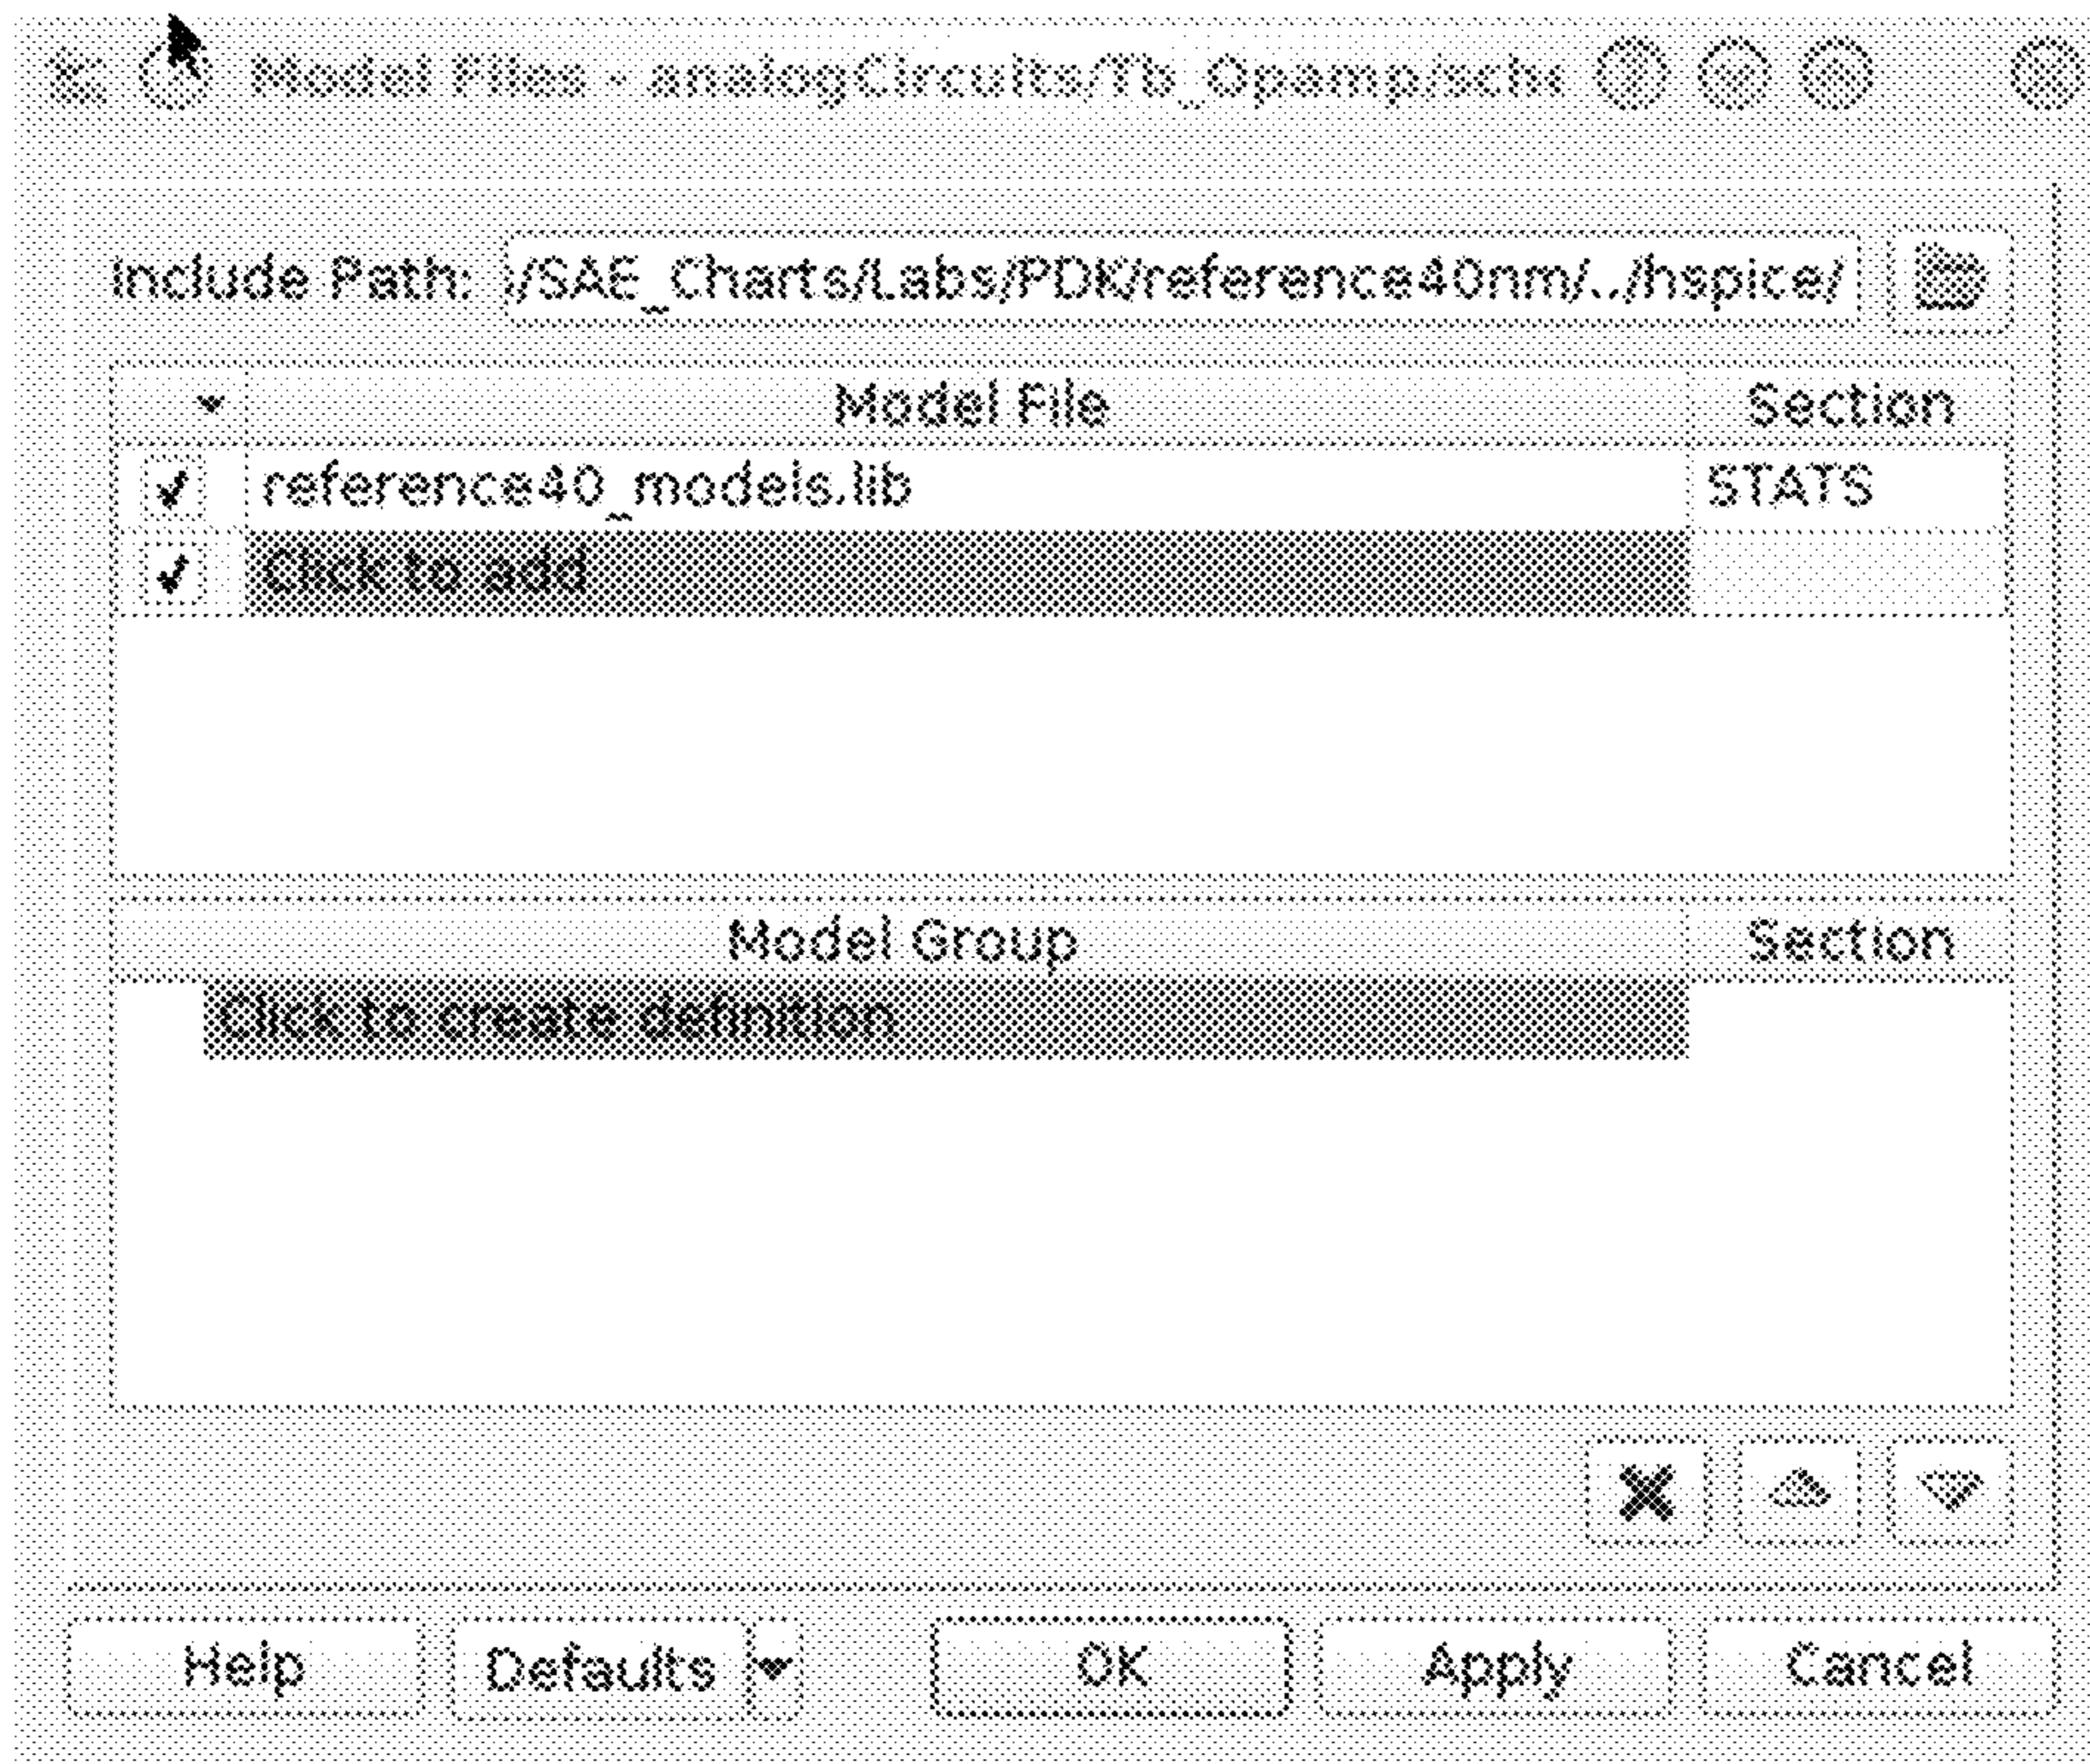 Model Files - analogCircuits/Tb_Opamp/sche
Include Path: /SAE_Charts/Labs/PDK/reference40nm/../hspice/
Model File Section
reference40_models.lib STATS
Click to add
Model Group Section
Click to create definition
Help Defaults OK Apply Cancel